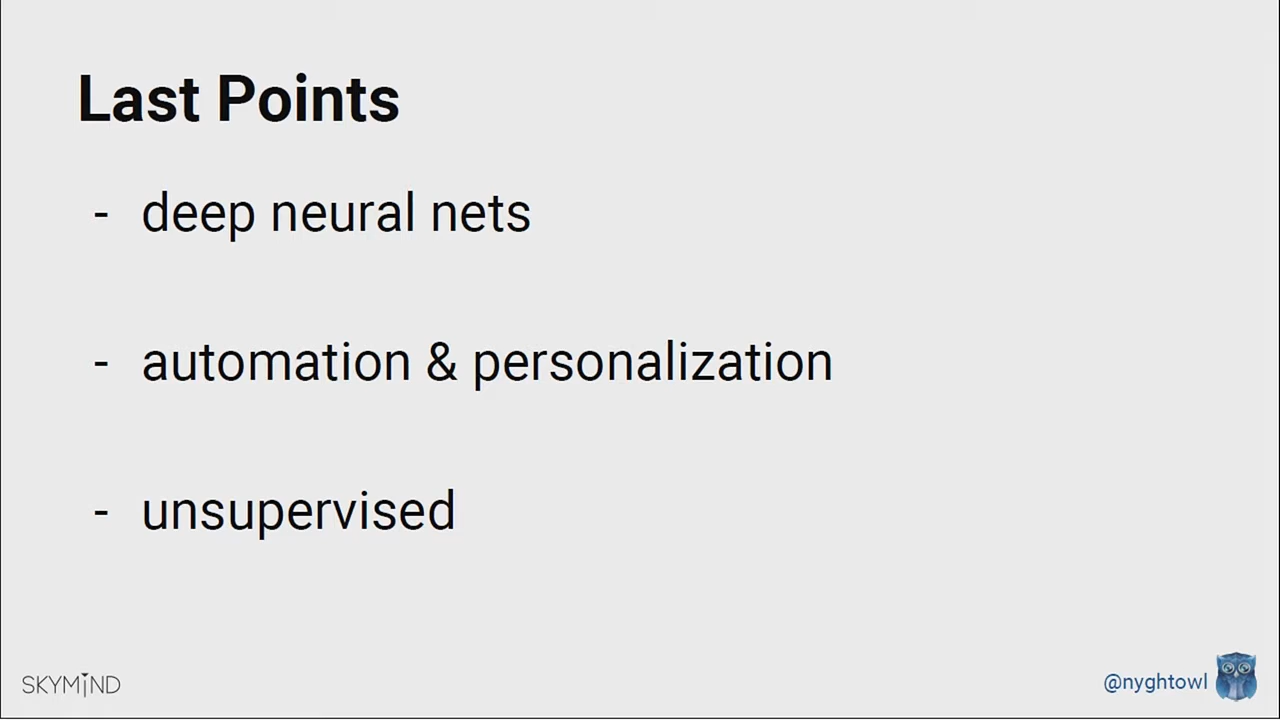 Last Points
- deep neural nets
- automation & personalization
- unsupervised
SKYMIND
@nyghtowl